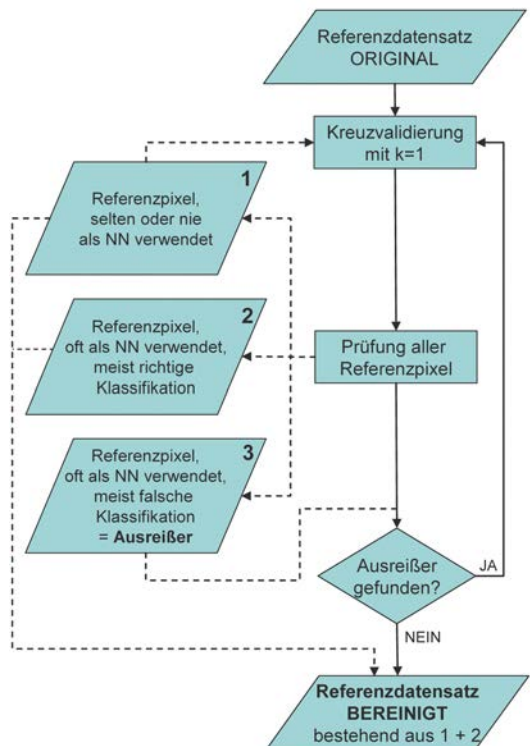 Referenzdatensatz
ORIGINAL
Kreuzvalidierung
mit k=1
1
Referenzpixel,
selten oder nie
als NN verwendet
2
Referenzpixel,
oft als NN verwendet,
meist richtige
Klassifikation
Prüfung aller
Referenzpixel
3
Referenzpixel,
oft als NN verwendet,
meist falsche
Klassifikation
= Ausreißer
Ausreißer
gefunden?
JA
NEIN
Referenzdatensatz
BEREINIGT
bestehend aus 1 + 2